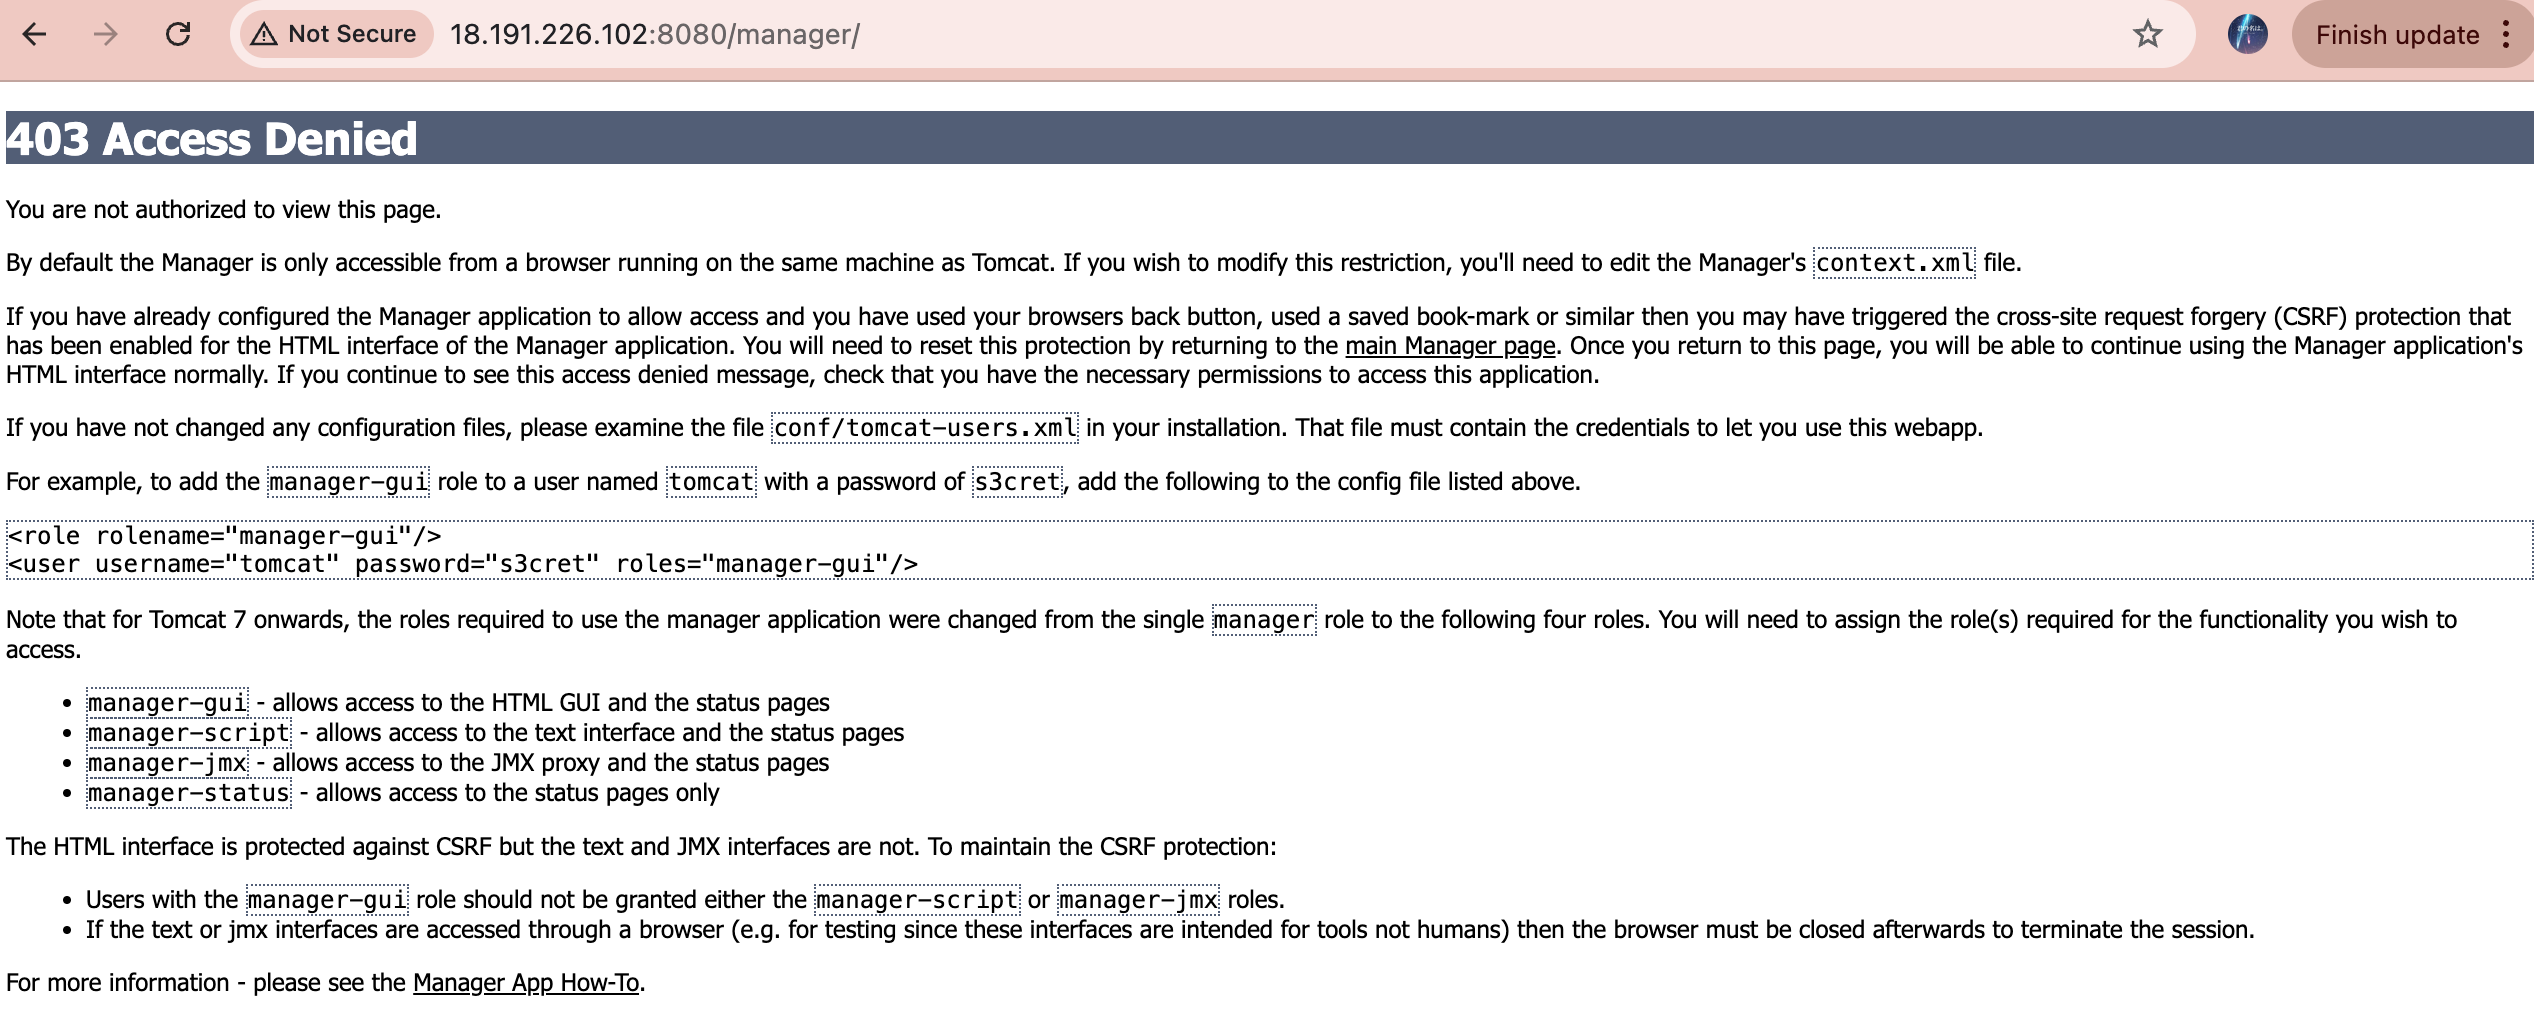 Not Secure 18.191.226.102:8080/manager/ Finish update
403 Access Denied
You are not authorized to view this page.
By default the Manager is only accessible from a browser running on the same machine as Tomcat. If you wish to modify this restriction, you'll need to edit the Manager's context.xml file.
If you have already configured the Manager application to allow access and you have used your browsers back button, used a saved book-mark or similar then you may have triggered the cross-site request forgery (CSRF) protection that
has been enabled for the HTML interface of the Manager application. You will need to reset this protection by returning to the main Manager page. Once you return to this page, you will be able to continue using the Manager application's
HTML interface normally. If you continue to see this access denied message, check that you have the necessary permissions to access this application.
If you have not changed any configuration files, please examine the file conf/tomcat-users.xml in your installation. That file must contain the credentials to let you use this webapp.
For example, to add the manager-gui role to a user named tomcat with a password of s3cret, add the following to the config file listed above.
<role rolename="manager-gui"/>
<user username="tomcat" password="s3cret" roles="manager-gui"/>
Note that for Tomcat 7 onwards, the roles required to use the manager application were changed from the single manager role to the following four roles. You will need to assign the role(s) required for the functionality you wish to
access.
• manager-gui - allows access to the HTML GUI and the status pages
• manager-script - allows access to the text interface and the status pages
• manager-jmx - allows access to the JMX proxy and the status pages
• manager-status - allows access to the status pages only
The HTML interface is protected against CSRF but the text and JMX interfaces are not. To maintain the CSRF protection:
• Users with the manager-gui role should not be granted either the manager-script or manager-jmx roles.
• If the text or jmx interfaces are accessed through a browser (e.g. for testing since these interfaces are intended for tools not humans) then the browser must be closed afterwards to terminate the session.
For more information - please see the Manager App How-To.